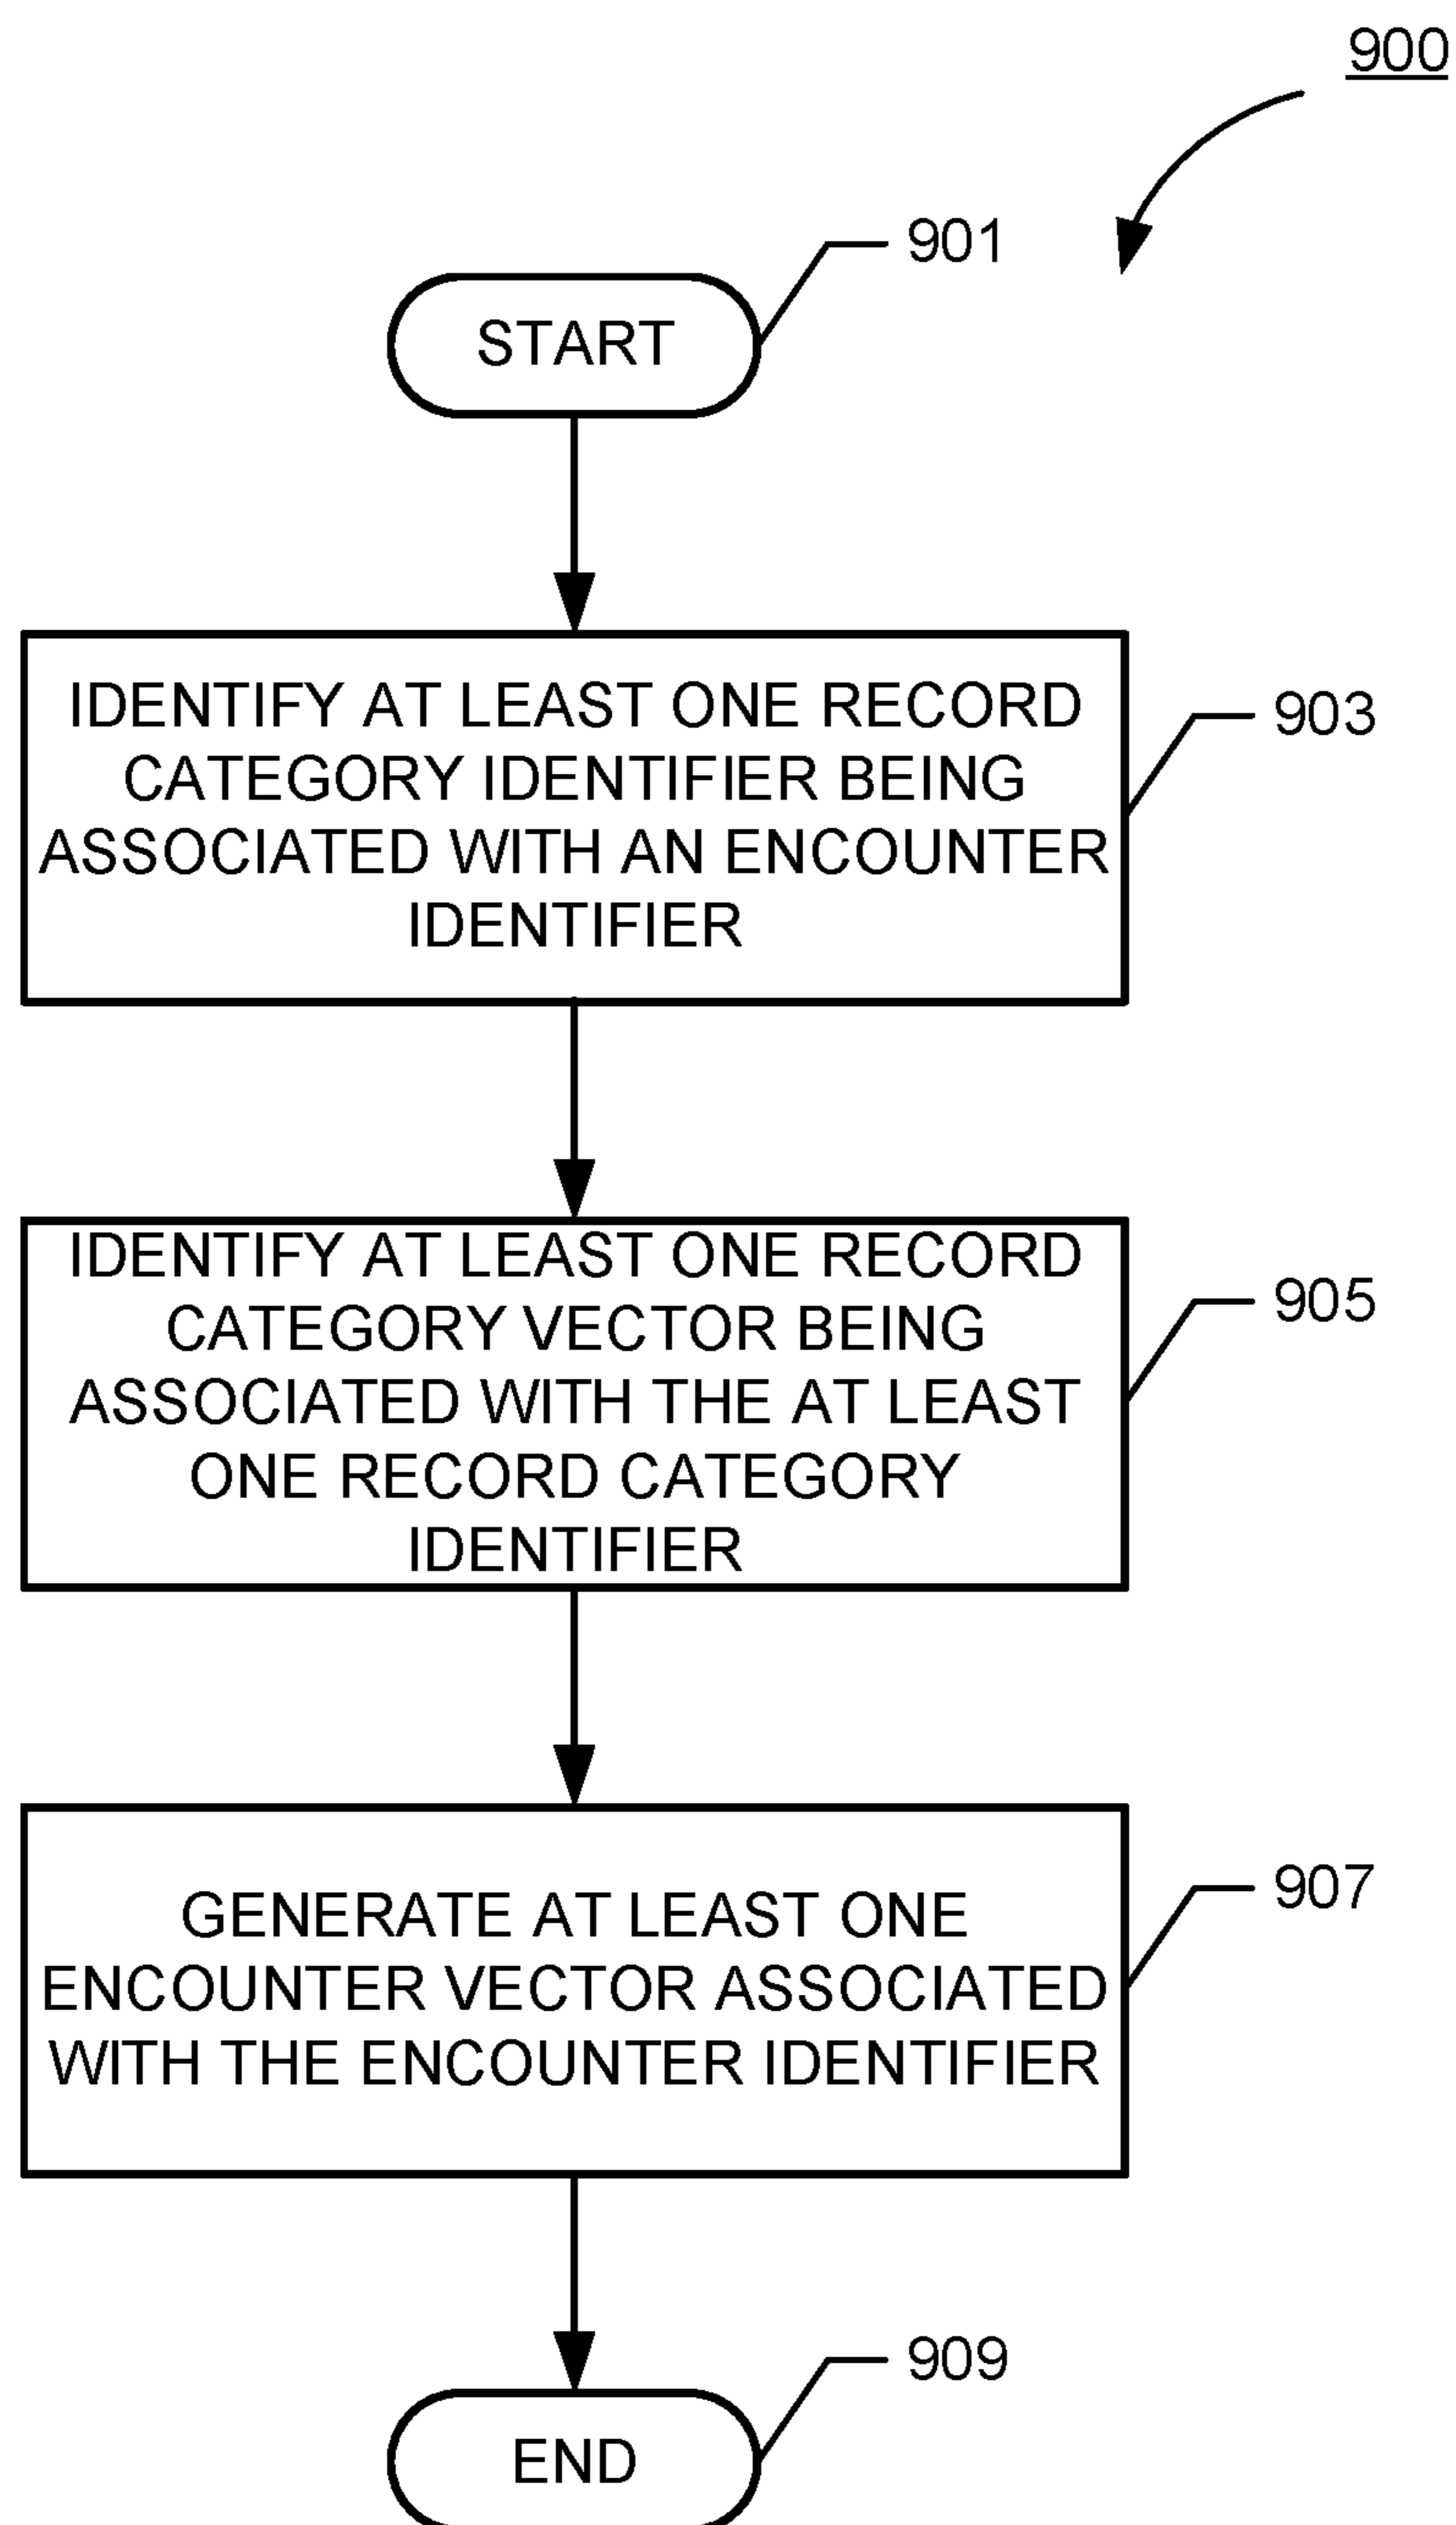 900
901
START
IDENTIFY AT LEAST ONE RECORD
CATEGORY IDENTIFIER BEING
ASSOCIATED WITH AN ENCOUNTER
IDENTIFIER
903
IDENTIFY AT LEAST ONE RECORD
CATEGORY VECTOR BEING
ASSOCIATED WITH THE AT LEAST
ONE RECORD CATEGORY
IDENTIFIER
905
GENERATE AT LEAST ONE
ENCOUNTER VECTOR ASSOCIATED
WITH THE ENCOUNTER IDENTIFIER
907
909
END